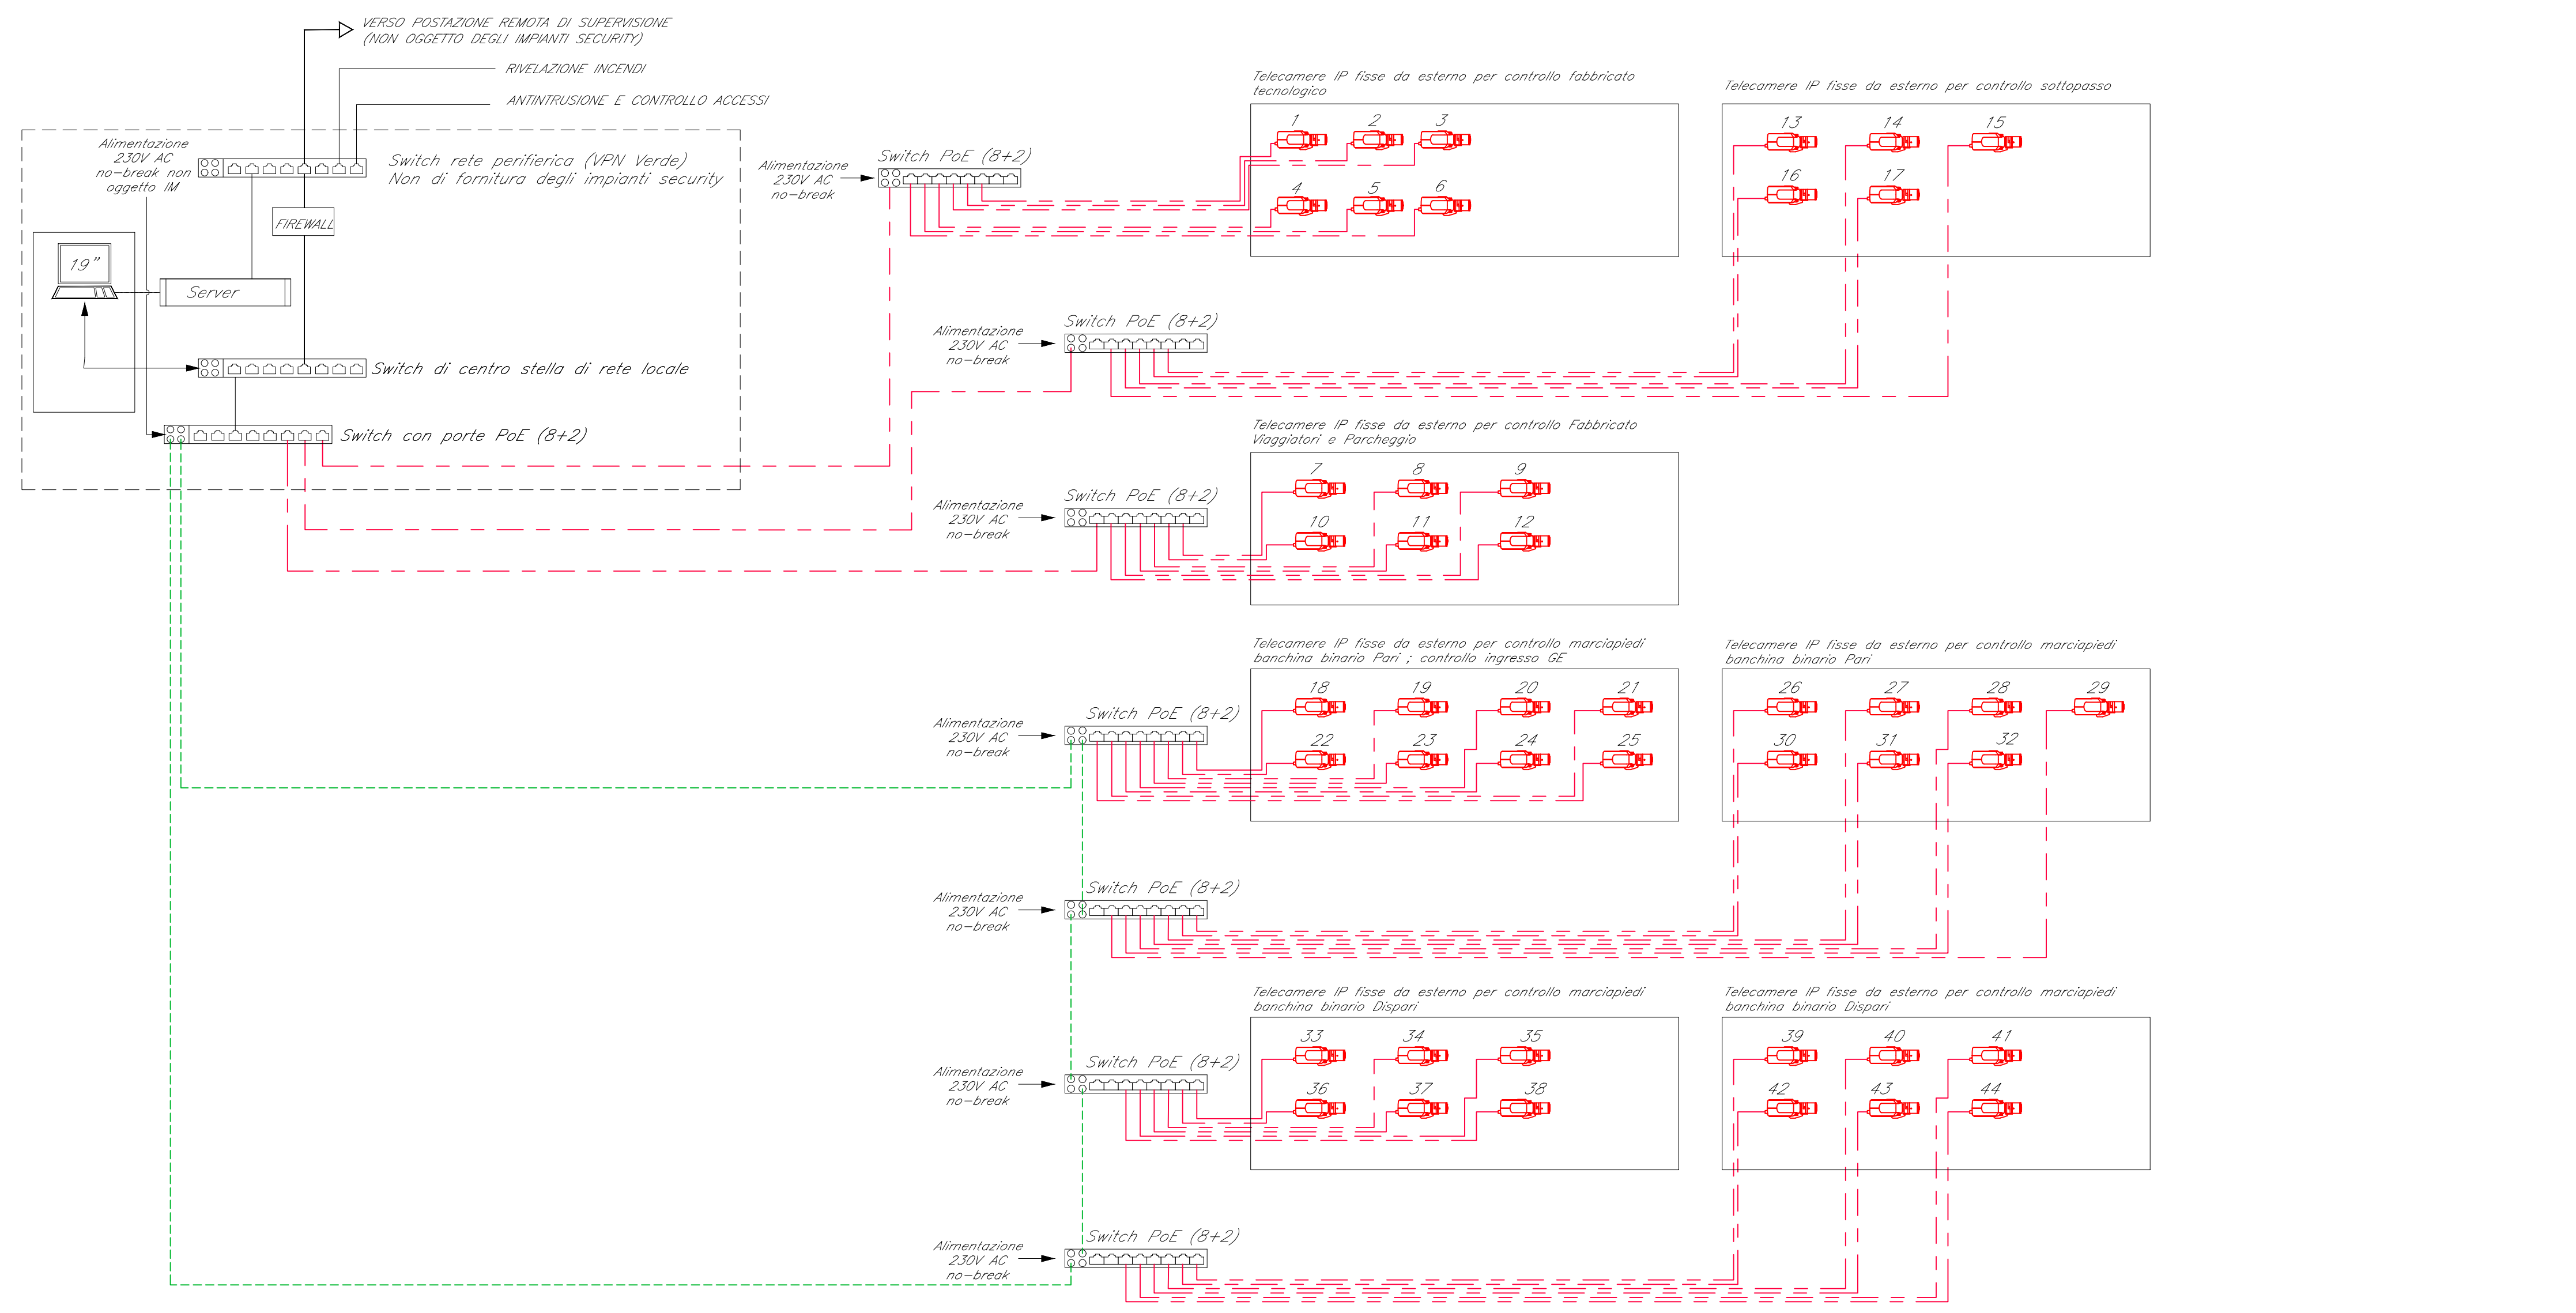 VERSO POSTAZIONE REMOTA DI SUPERVISIONE
(NON OGGETTO DEGLI IMPIANTI SECURITY)
RIVELAZIONE INCENDI
ANTINTRUSIONE E CONTROLLO ACCESSI
Alimentazione
230V AC
no-break non
oggetto IM
Switch rete perifierica (VPN Verde)
Non di fornitura degli impianti security
FIREWALL
19"
Server
Switch di centro stella di rete locale
Switch con porte PoE (8+2)
Alimentazione
230V AC
no-break
Switch PoE (8+2)
Telecamere IP fisse da esterno per controllo fabbricato
tecnologico
1 2 3
4 5 6
Telecamere IP fisse da esterno per controllo sottopasso
13 14 15
16 17
Alimentazione
230V AC
no-break
Switch PoE (8+2)
Telecamere IP fisse da esterno per controllo Fabbricato
Viaggiatori e Parcheggio
Alimentazione
230V AC
no-break
Switch PoE (8+2)
7 8 9
10 11 12
Telecamere IP fisse da esterno per controllo marciapiedi
banchina binario Pari ; controllo ingresso GE
Alimentazione
230V AC
no-break
Switch PoE (8+2)
18 19 20 21
22 23 24 25
Telecamere IP fisse da esterno per controllo marciapiedi
banchina binario Pari
26 27 28 29
30 31 32
Alimentazione
230V AC
no-break
Switch PoE (8+2)
Telecamere IP fisse da esterno per controllo marciapiedi
banchina binario Dispari
Alimentazione
230V AC
no-break
Switch PoE (8+2)
33 34 35
36 37 38
Telecamere IP fisse da esterno per controllo marciapiedi
banchina binario Dispari
39 40 41
42 43 44
Alimentazione
230V AC
no-break
Switch PoE (8+2)